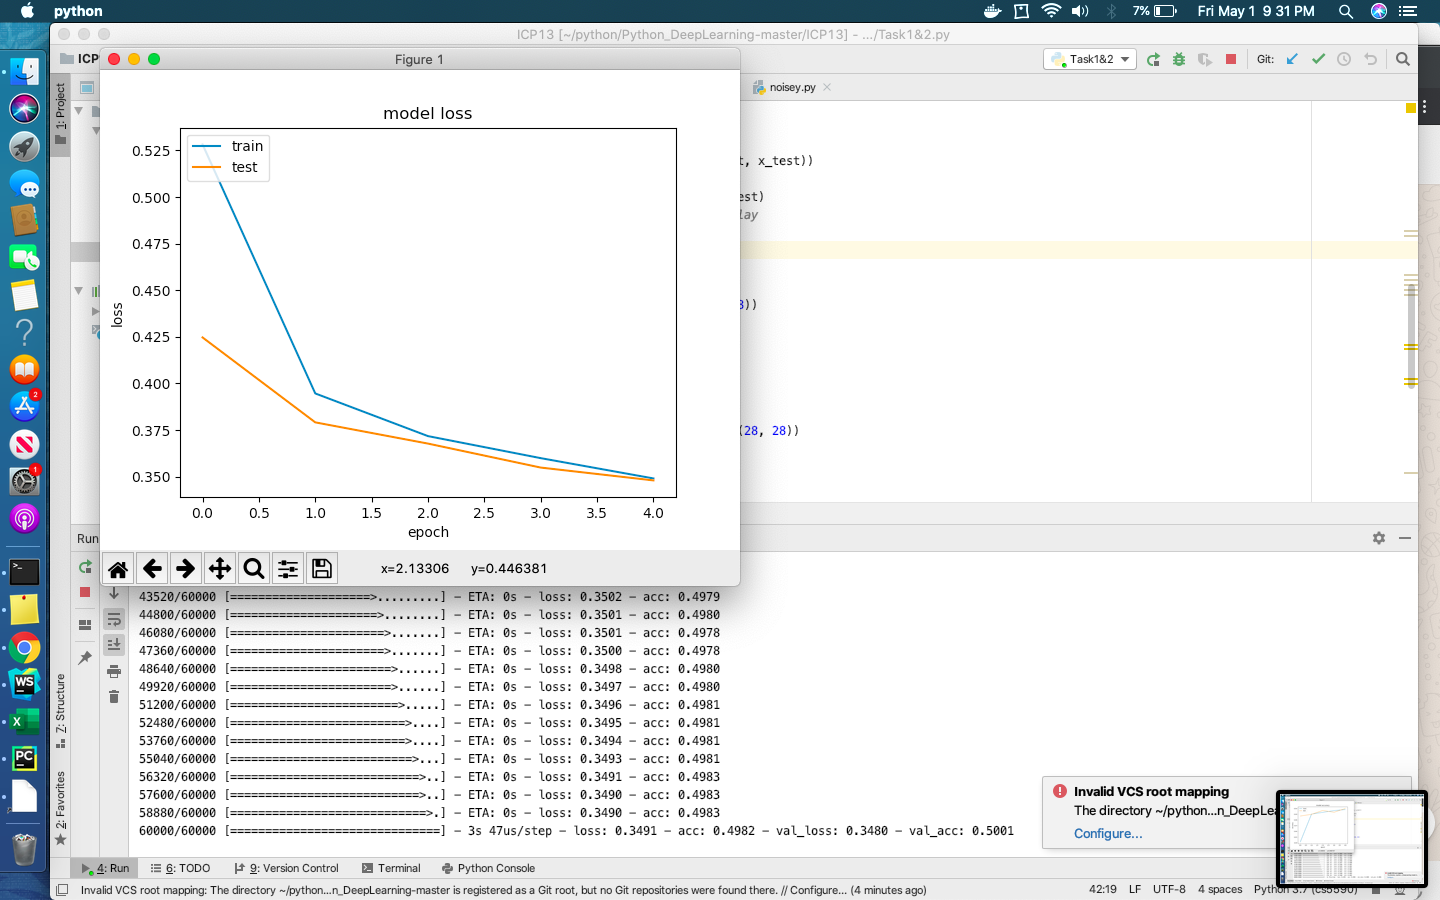 python
7%
Fri May 1 9 31 PM
ICP13 [~/python/Python_DeepLearning-master/ICP13] - .../Task1&2.py
ICP
Task1&2
Git:
Figure 1
noisey.py
1: Project
model loss
train
test
0.525
0.500
0.475
0.450
0.425
0.400
0.375
0.350
loss
0.0 0.5 1.0 1.5 2.0 2.5 3.0 3.5 4.0
epoch
x=2.13306 y=0.446381
, x_test))
est)
lay
))
(28, 28))
Run
43520/60000 [=====================>.........] - ETA: 0s - loss: 0.3502 - acc: 0.4979
44800/60000 [=====================>........] - ETA: 0s - loss: 0.3501 - acc: 0.4980
46080/60000 [======================>.......] - ETA: 0s - loss: 0.3501 - acc: 0.4978
47360/60000 [======================>.......] - ETA: 0s - loss: 0.3500 - acc: 0.4978
48640/60000 [=======================>......] - ETA: 0s - loss: 0.3498 - acc: 0.4980
49920/60000 [=======================>......] - ETA: 0s - loss: 0.3497 - acc: 0.4980
51200/60000 [========================>.....] - ETA: 0s - loss: 0.3496 - acc: 0.4981
52480/60000 [=========================>....] - ETA: 0s - loss: 0.3495 - acc: 0.4981
53760/60000 [=========================>....] - ETA: 0s - loss: 0.3494 - acc: 0.4981
55040/60000 [==========================>...] - ETA: 0s - loss: 0.3493 - acc: 0.4981
56320/60000 [===========================>..] - ETA: 0s - loss: 0.3491 - acc: 0.4983
57600/60000 [===========================>..] - ETA: 0s - loss: 0.3490 - acc: 0.4983
58880/60000 [============================>.] - ETA: 0s - loss: 0.3490 - acc: 0.4983
60000/60000 [==============================] - 3s 47us/step - loss: 0.3491 - acc: 0.4982 - val_loss: 0.3480 - val_acc: 0.5001
Z: Structure
2: Favorites
Invalid VCS root mapping
The directory ~/python...n_DeepLea
Configure...
4: Run
6: TODO
9: Version Control
Terminal
Python Console
Invalid VCS root mapping: The directory ~/python...n_DeepLearning-master is registered as a Git root, but no Git repositories were found there. // Configure... (4 minutes ago)
42:19 LF UTF-8 4 spaces Python 3.7 (cs5590)